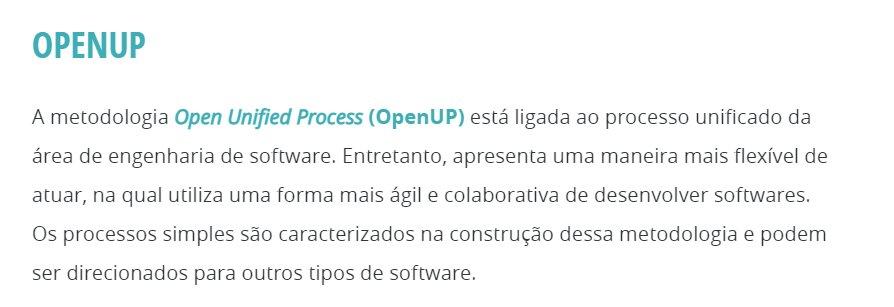 OPENUP
A metodologia Open Unified Process (OpenUP) está ligada ao processo unificado da
área de engenharia de software. Entretanto, apresenta uma maneira mais flexível de
atuar, na qual utiliza uma forma mais ágil e colaborativa de desenvolver softwares.
Os processos simples são caracterizados na construção dessa metodologia e podem
ser direcionados para outros tipos de software.